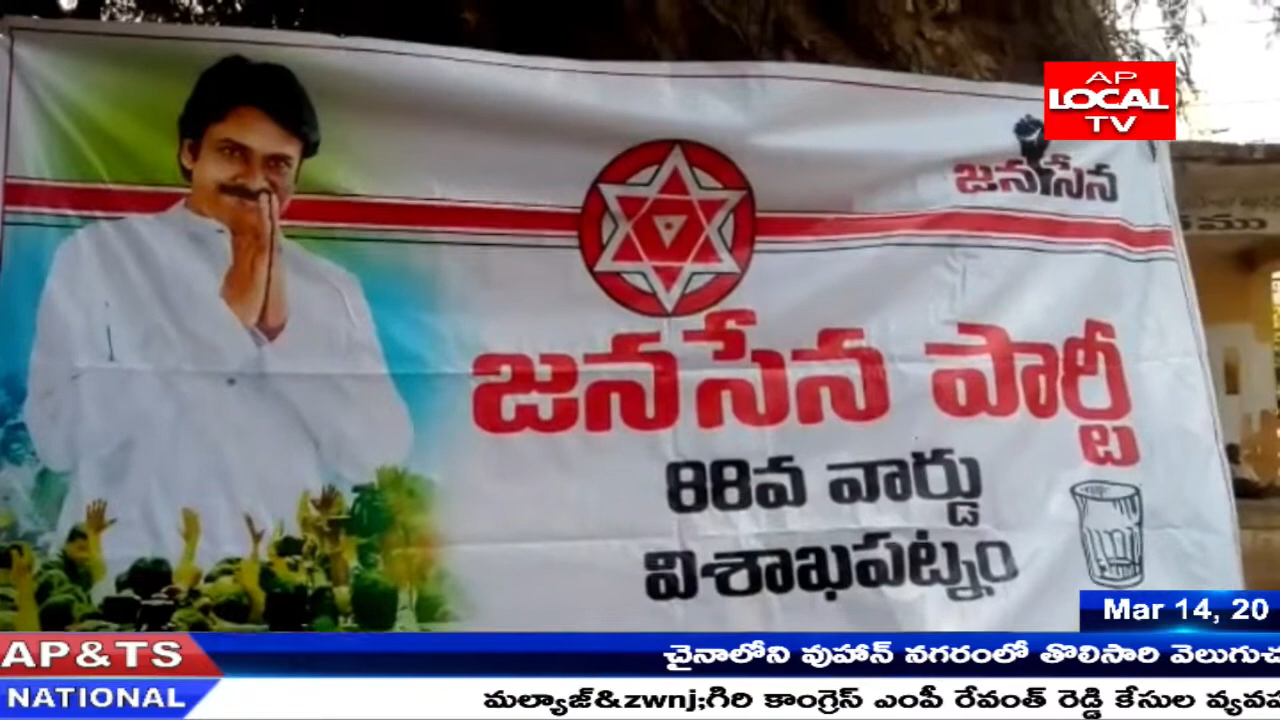 AP
LOCAL
TV
జనసేన
జనసేన పార్టీ
88వ వార్డు
విశాఖపట్నం
Mar 14, 20
AP&TS
NATIONAL
చైనాలోని వుహాన్ నగరంలో తొలిసారి
మల్కాజ్&zwnj;గిరి కాంగ్రెస్ ఎంపీ రేవంత్ రెడ్డి కేసుల